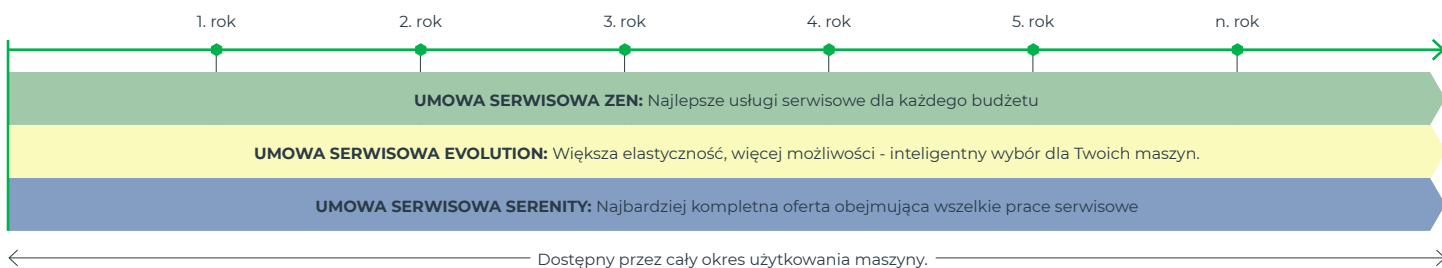 1. rok 2. rok 3. rok 4. rok 5. rok n. rok
UMOWA SERWISOWA ZEN: Najlepsze usługi serwisowe dla każdego budżetu
UMOWA SERWISOWA EVOLUTION: Większa elastyczność, więcej możliwości - inteligentny wybór dla Twoich maszyn.
UMOWA SERWISOWA SERENITY: Najbardziej kompletna oferta obejmująca wszelkie prace serwisowe
Dostępny przez cały okres użytkowania maszyny.